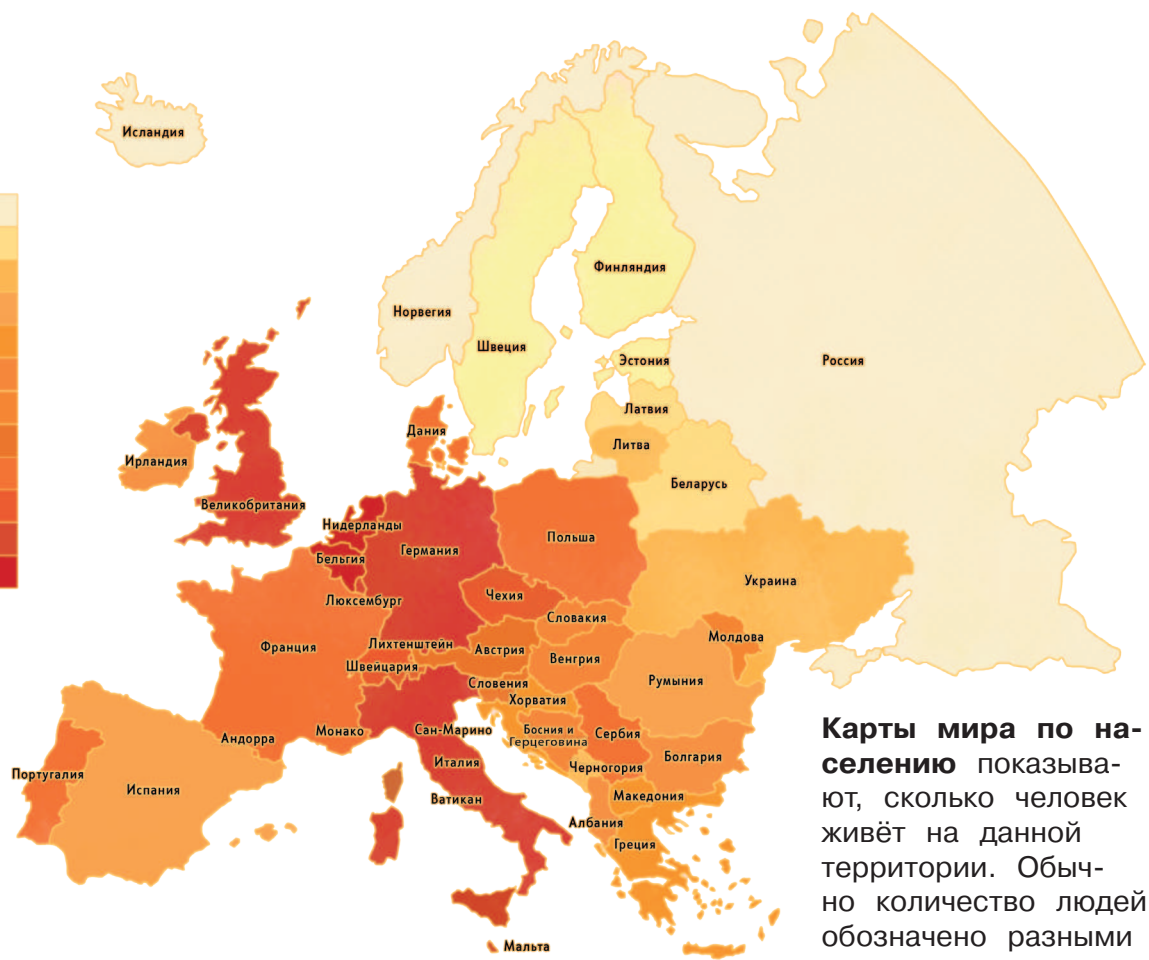 Исландия
Финляндия
Норвегия
Швеция
Эстония
Россия
Латвия
Дания
Литва
Ирландия
Беларусь
Великобритания
Нидерланды
Польша
Германия
Бельгия
Украина
Чехия
Люксембург
Словакия
Молдова
Франция
Лихтенштейн
Австрия
Венгрия
Швейцария
Румыния
Словения
Хорватия
Монако
Сан-Марино
Босния и
Герцеговина
Сербия
Андорра
Болгария
Италия
Черногория
Португалия
Испания
Ватикан
Македония
Албания
Греция
Мальта
Карты мира по на-
селению показыва-
ют, сколько человек
живёт на данной
территории. Обыч-
но количество людей
обозначено разными